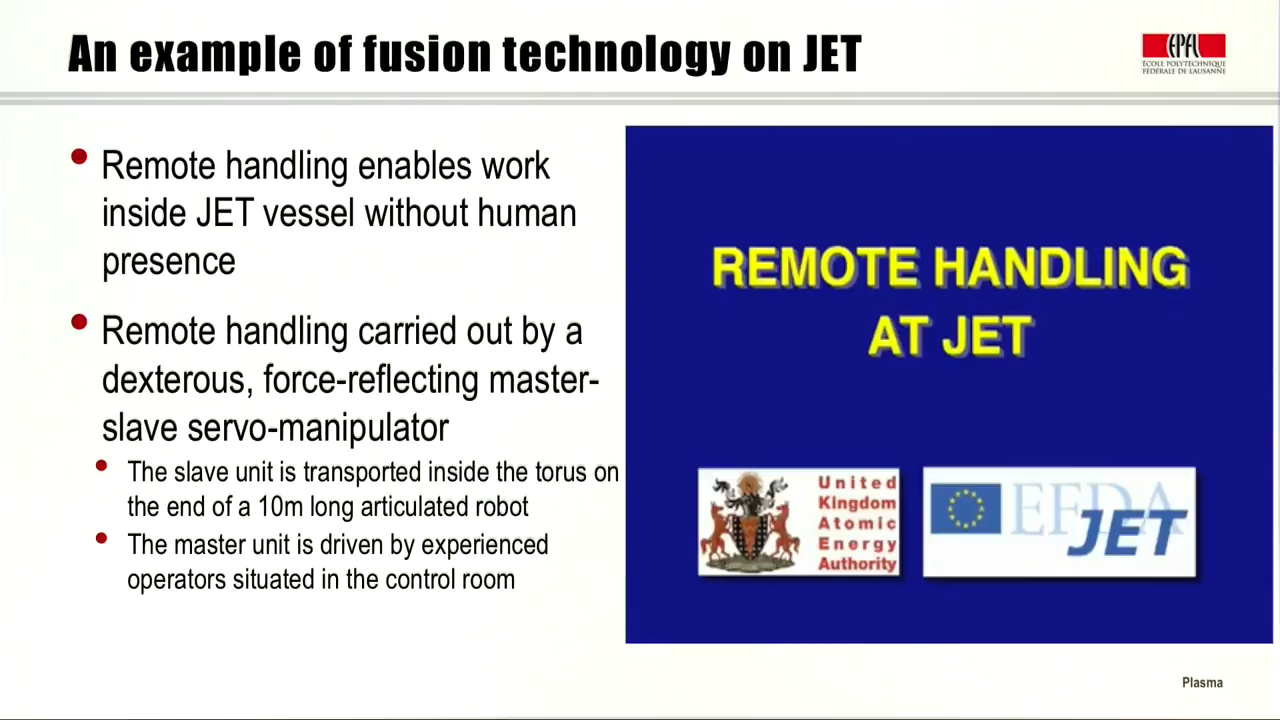 An example of fusion technology on JET
EPFL
ÉCOLE POLYTECHNIQUE
FÉDÉRALE DE LAUSANNE
• Remote handling enables work
inside JET vessel without human
presence
• Remote handling carried out by a
dexterous, force-reflecting master-
slave servo-manipulator
• The slave unit is transported inside the torus on
the end of a 10m long articulated robot
• The master unit is driven by experienced
operators situated in the control room
REMOTE HANDLING
AT JET
United
Kingdom
Atomic
Energy
Authority
EFDA
JET
Plasma